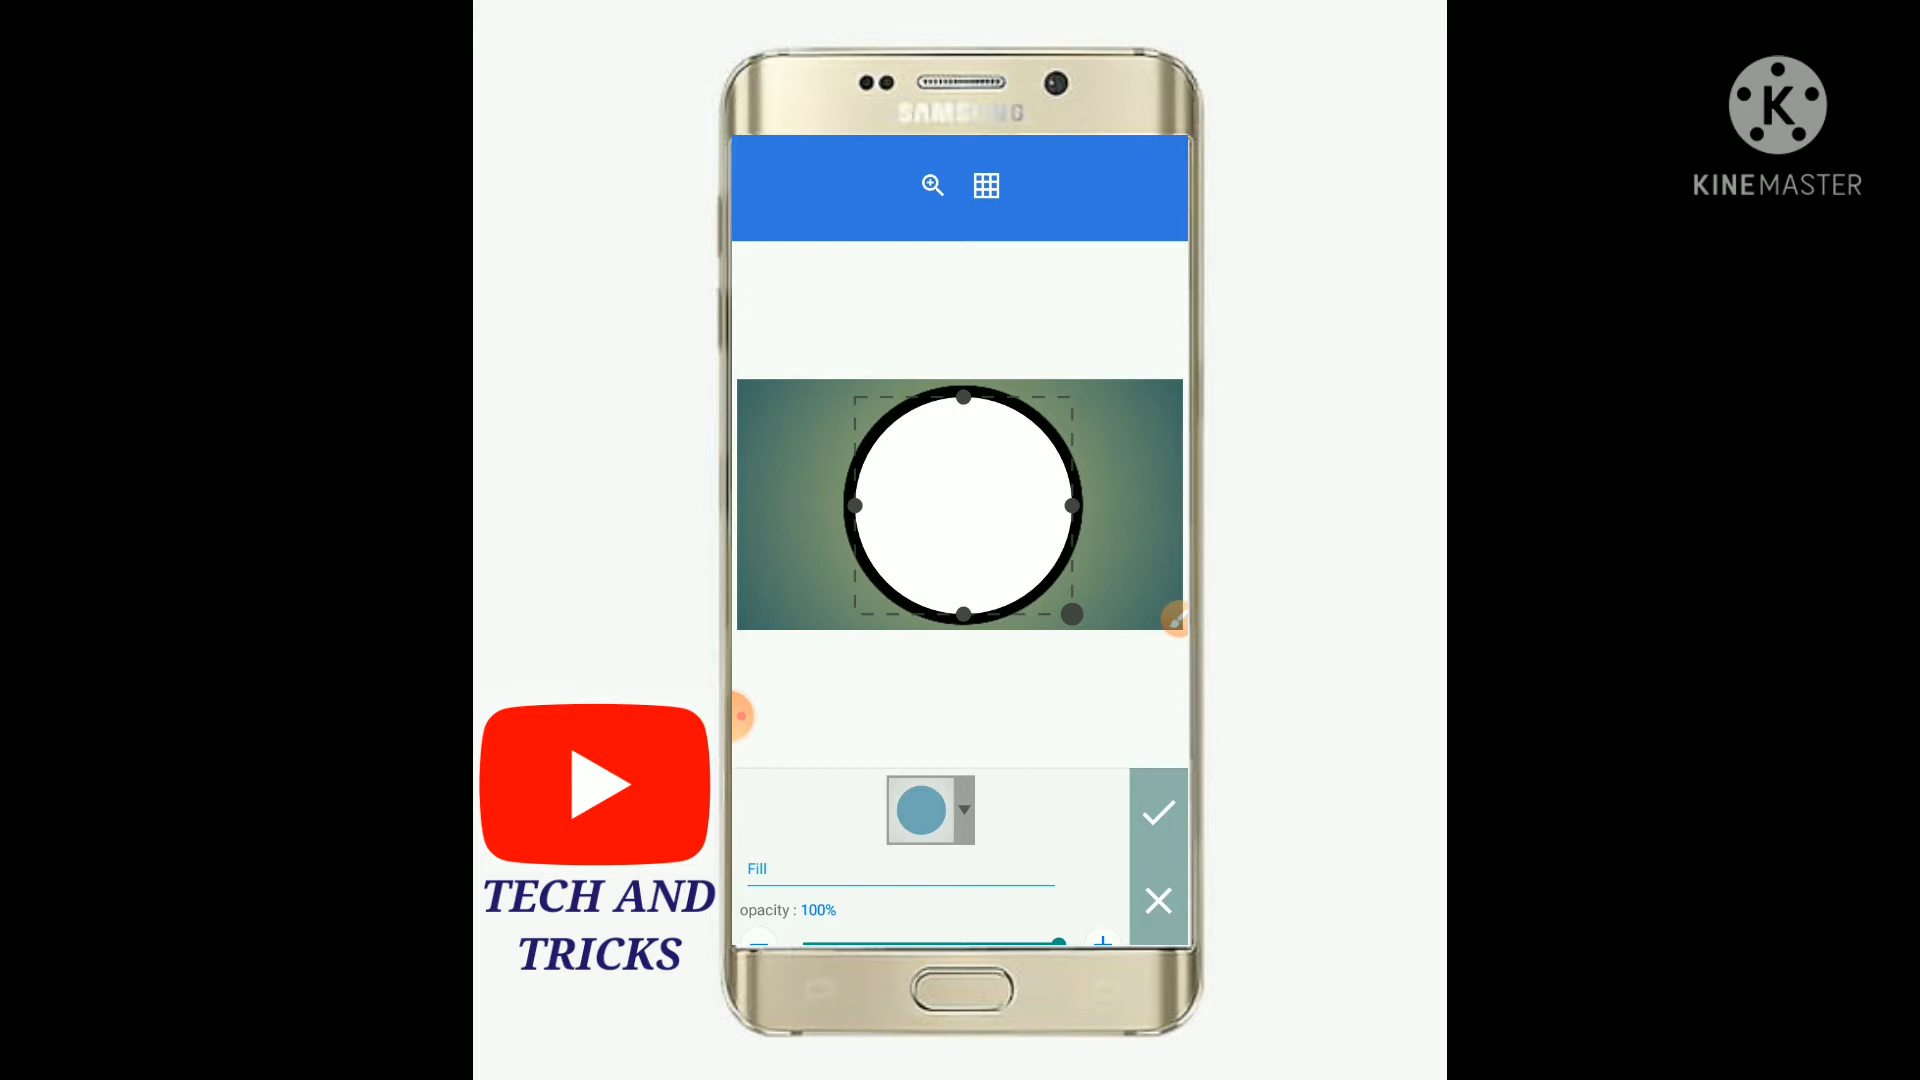 SAMSUNG
K
KINEMASTER
Fill
opacity : 100%
TECH AND
TRICKS